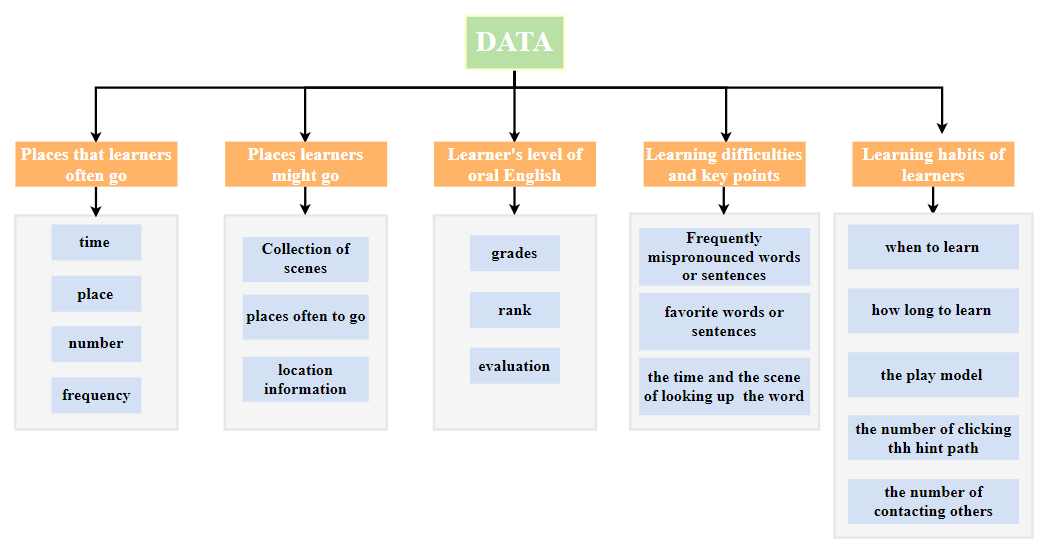 DATA
Places that learners
often go
Places learners
might go
Learner's level of
oral English
Learning difficulties
and key points
Learning habits of
learners
time
place
number
frequency
Collection of
scenes
places often to go
location
information
grades
rank
evaluation
Frequently
mispronounced words
or sentences
favorite words or
sentences
the time and the scene
of looking up the word
when to learn
how long to learn
the play model
the number of clicking
thh hint path
the number of
contacting others